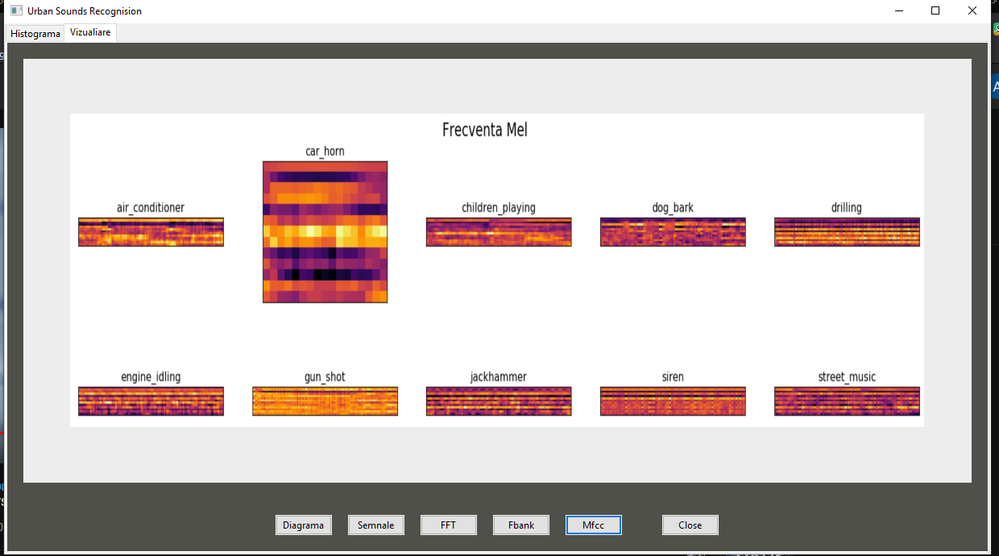 Urban Sounds Recognision
Histograma Vizualiare
Frecventa Mel
car_horn
air_conditioner children_playing dog_bark drilling
engine_idling gun_shot jackhammer siren street_music
Diagrama Semnale FFT Fbank Mfcc Close